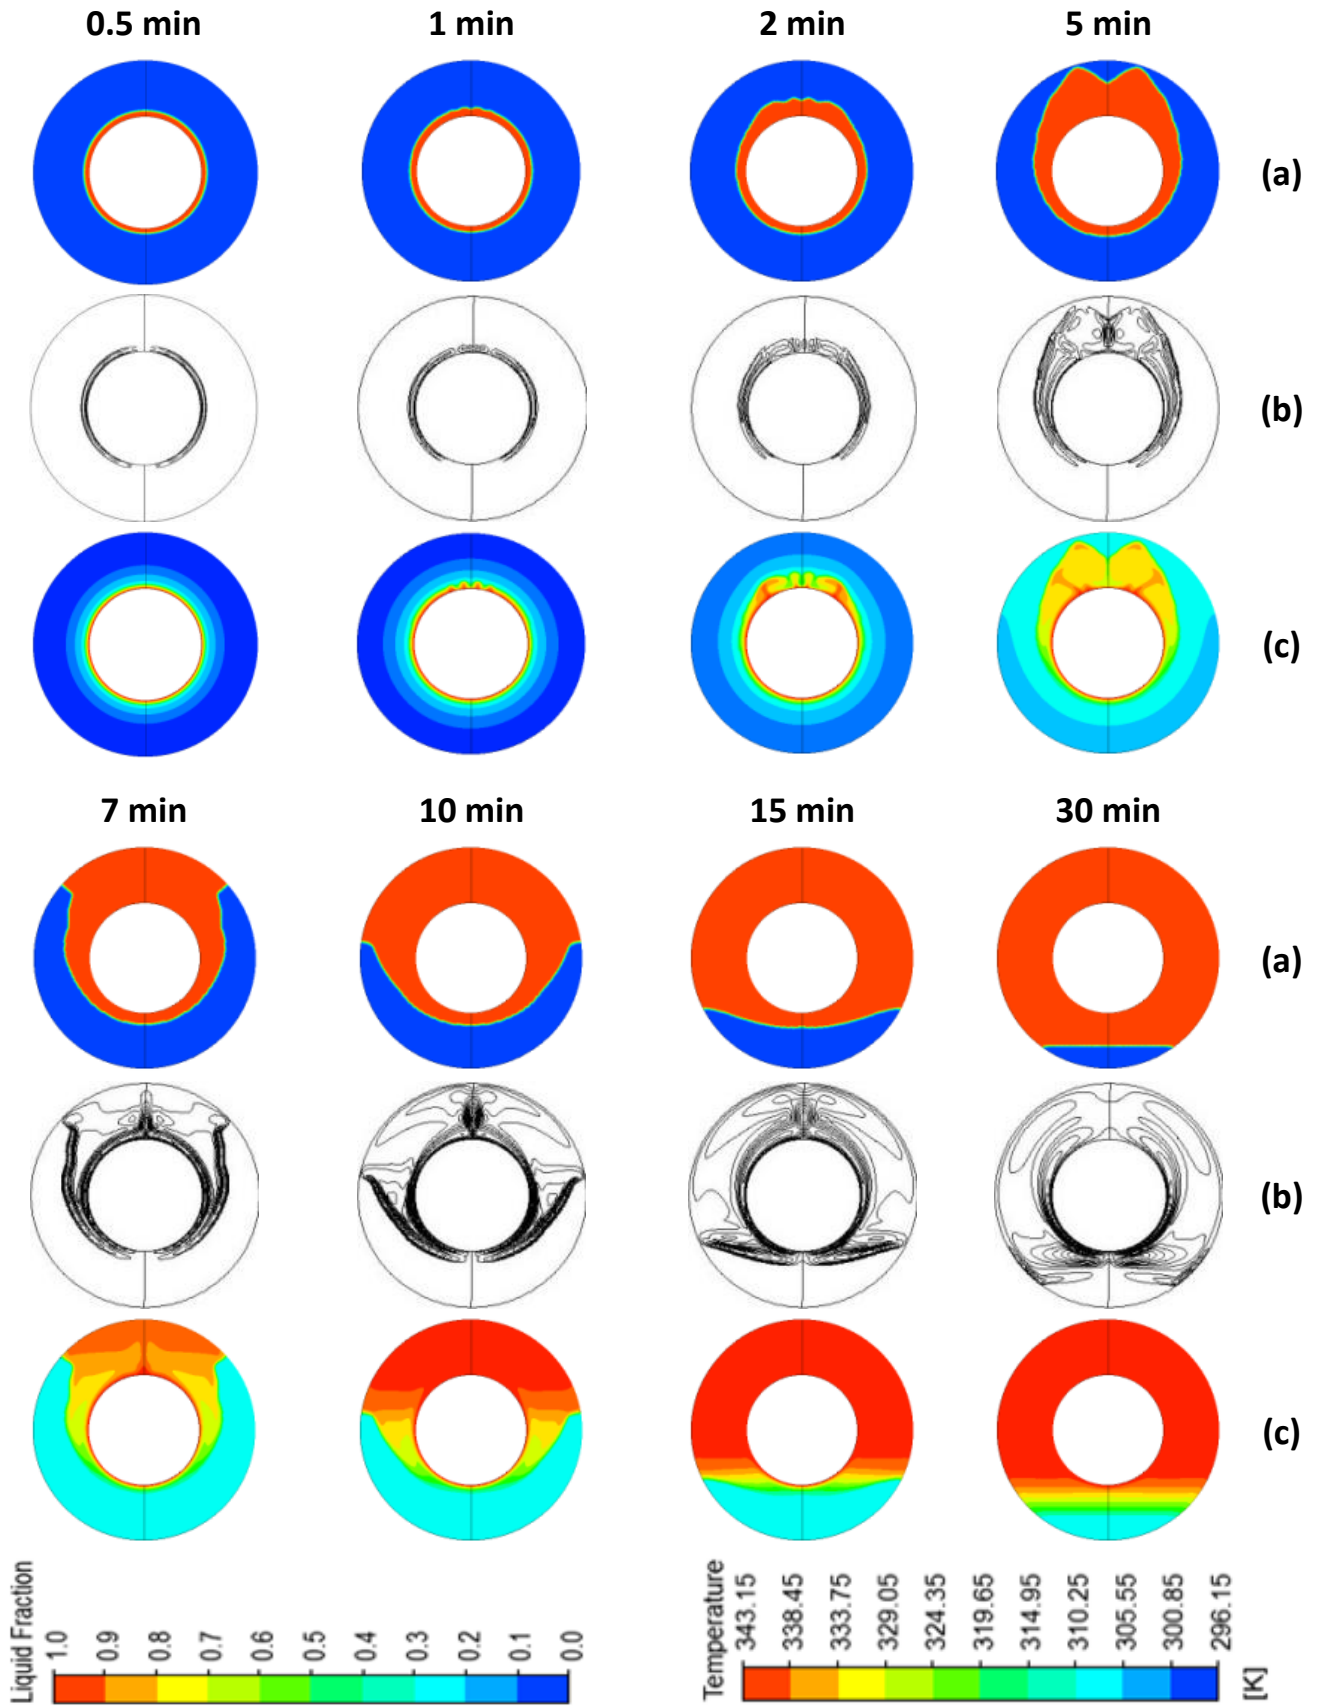 0.5 min 1 min 2 min 5 min
(a)
(b)
(c)
7 min 10 min 15 min 30 min
(a)
(b)
(c)
Liquid Fraction
1.0 0.9 0.8 0.7 0.6 0.5 0.4 0.3 0.2 0.1 0.0
Temperature
343.15 338.45 333.75 329.05 324.35 319.65 314.95 310.25 305.55 300.85 296.15
[K]